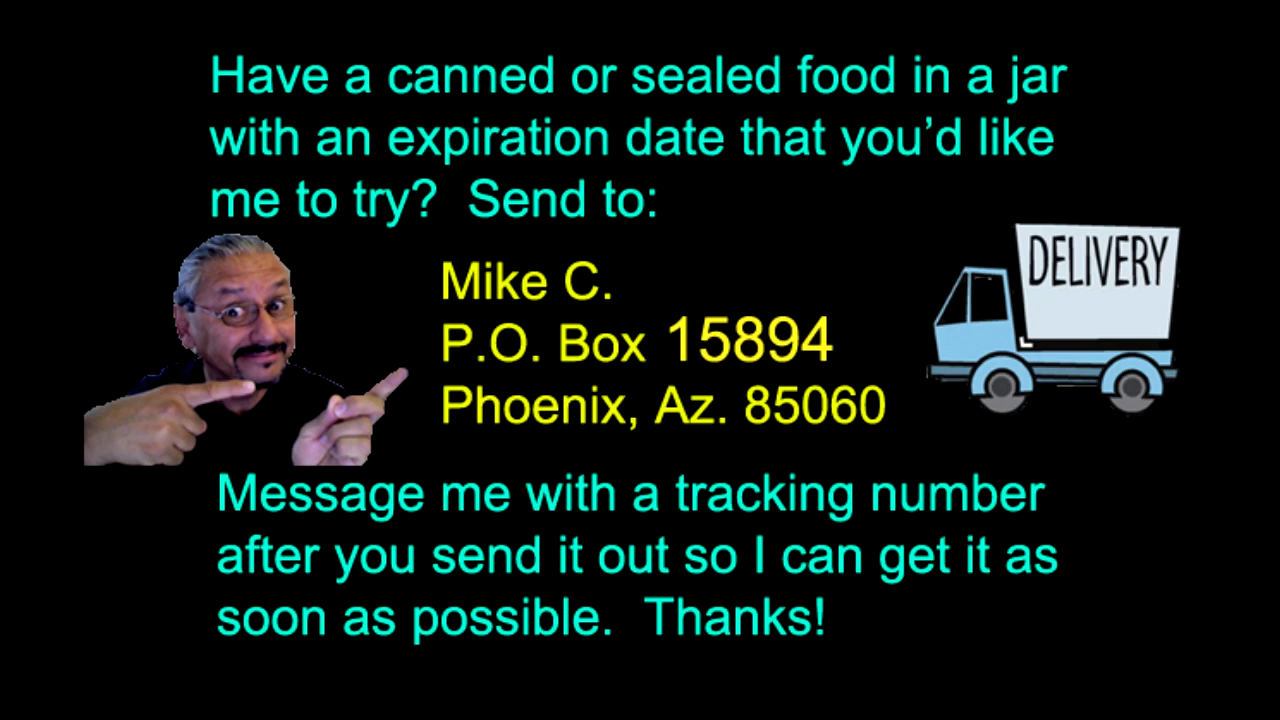 Have a canned or sealed food in a jar
with an expiration date that you’d like
me to try?  Send to:
Mike C.
P.O. Box 15894
Phoenix, Az. 85060
DELIVERY
Message me with a tracking number
after you send it out so I can get it as
soon as possible.  Thanks!